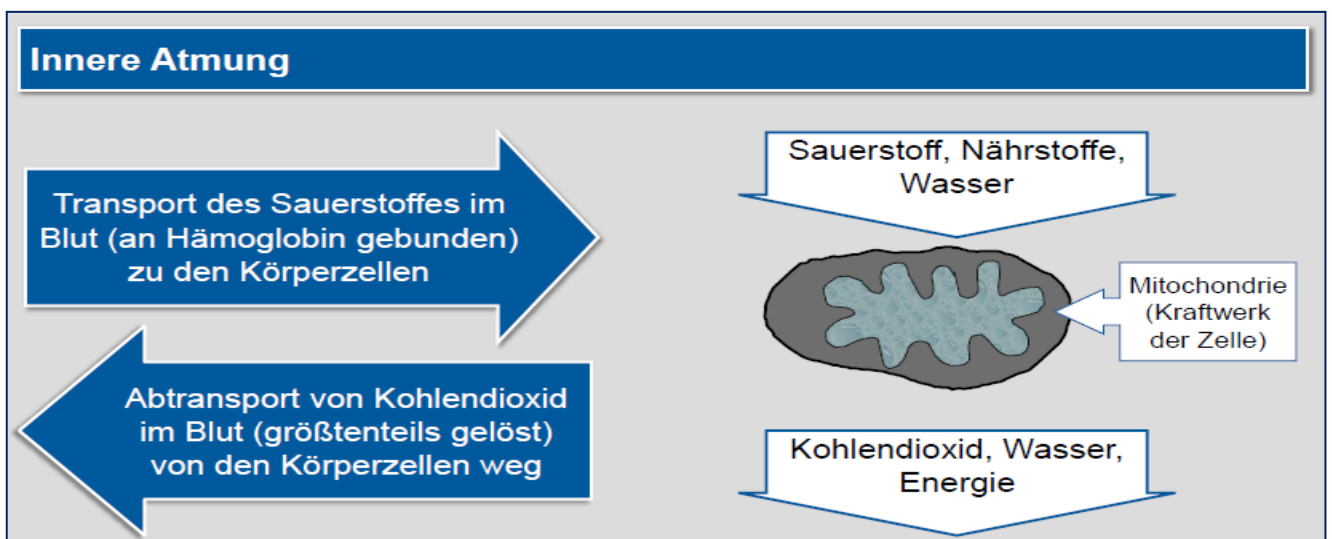 Innere Atmung
Transport des Sauerstoffes im
Blut (an Hämoglobin gebunden)
zu den Körperzellen
Abtransport von Kohlendioxid
im Blut (größtenteils gelöst)
von den Körperzellen weg
Sauerstoff, Nährstoffe,
Wasser
Mitochondrie
(Kraftwerk
der Zelle)
Kohlendioxid, Wasser,
Energie